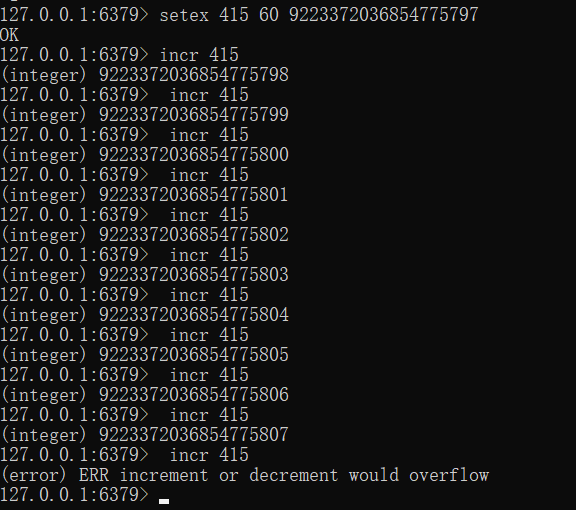 127.0.0.1:6379> setex 415 60 9223372036854775797
OK
127.0.0.1:6379> incr 415
(integer) 9223372036854775798
127.0.0.1:6379>  incr 415
(integer) 9223372036854775799
127.0.0.1:6379>  incr 415
(integer) 9223372036854775800
127.0.0.1:6379>  incr 415
(integer) 9223372036854775801
127.0.0.1:6379>  incr 415
(integer) 9223372036854775802
127.0.0.1:6379>  incr 415
(integer) 9223372036854775803
127.0.0.1:6379>  incr 415
(integer) 9223372036854775804
127.0.0.1:6379>  incr 415
(integer) 9223372036854775805
127.0.0.1:6379>  incr 415
(integer) 9223372036854775806
127.0.0.1:6379>  incr 415
(integer) 9223372036854775807
127.0.0.1:6379>  incr 415
(error) ERR increment or decrement would overflow
127.0.0.1:6379>